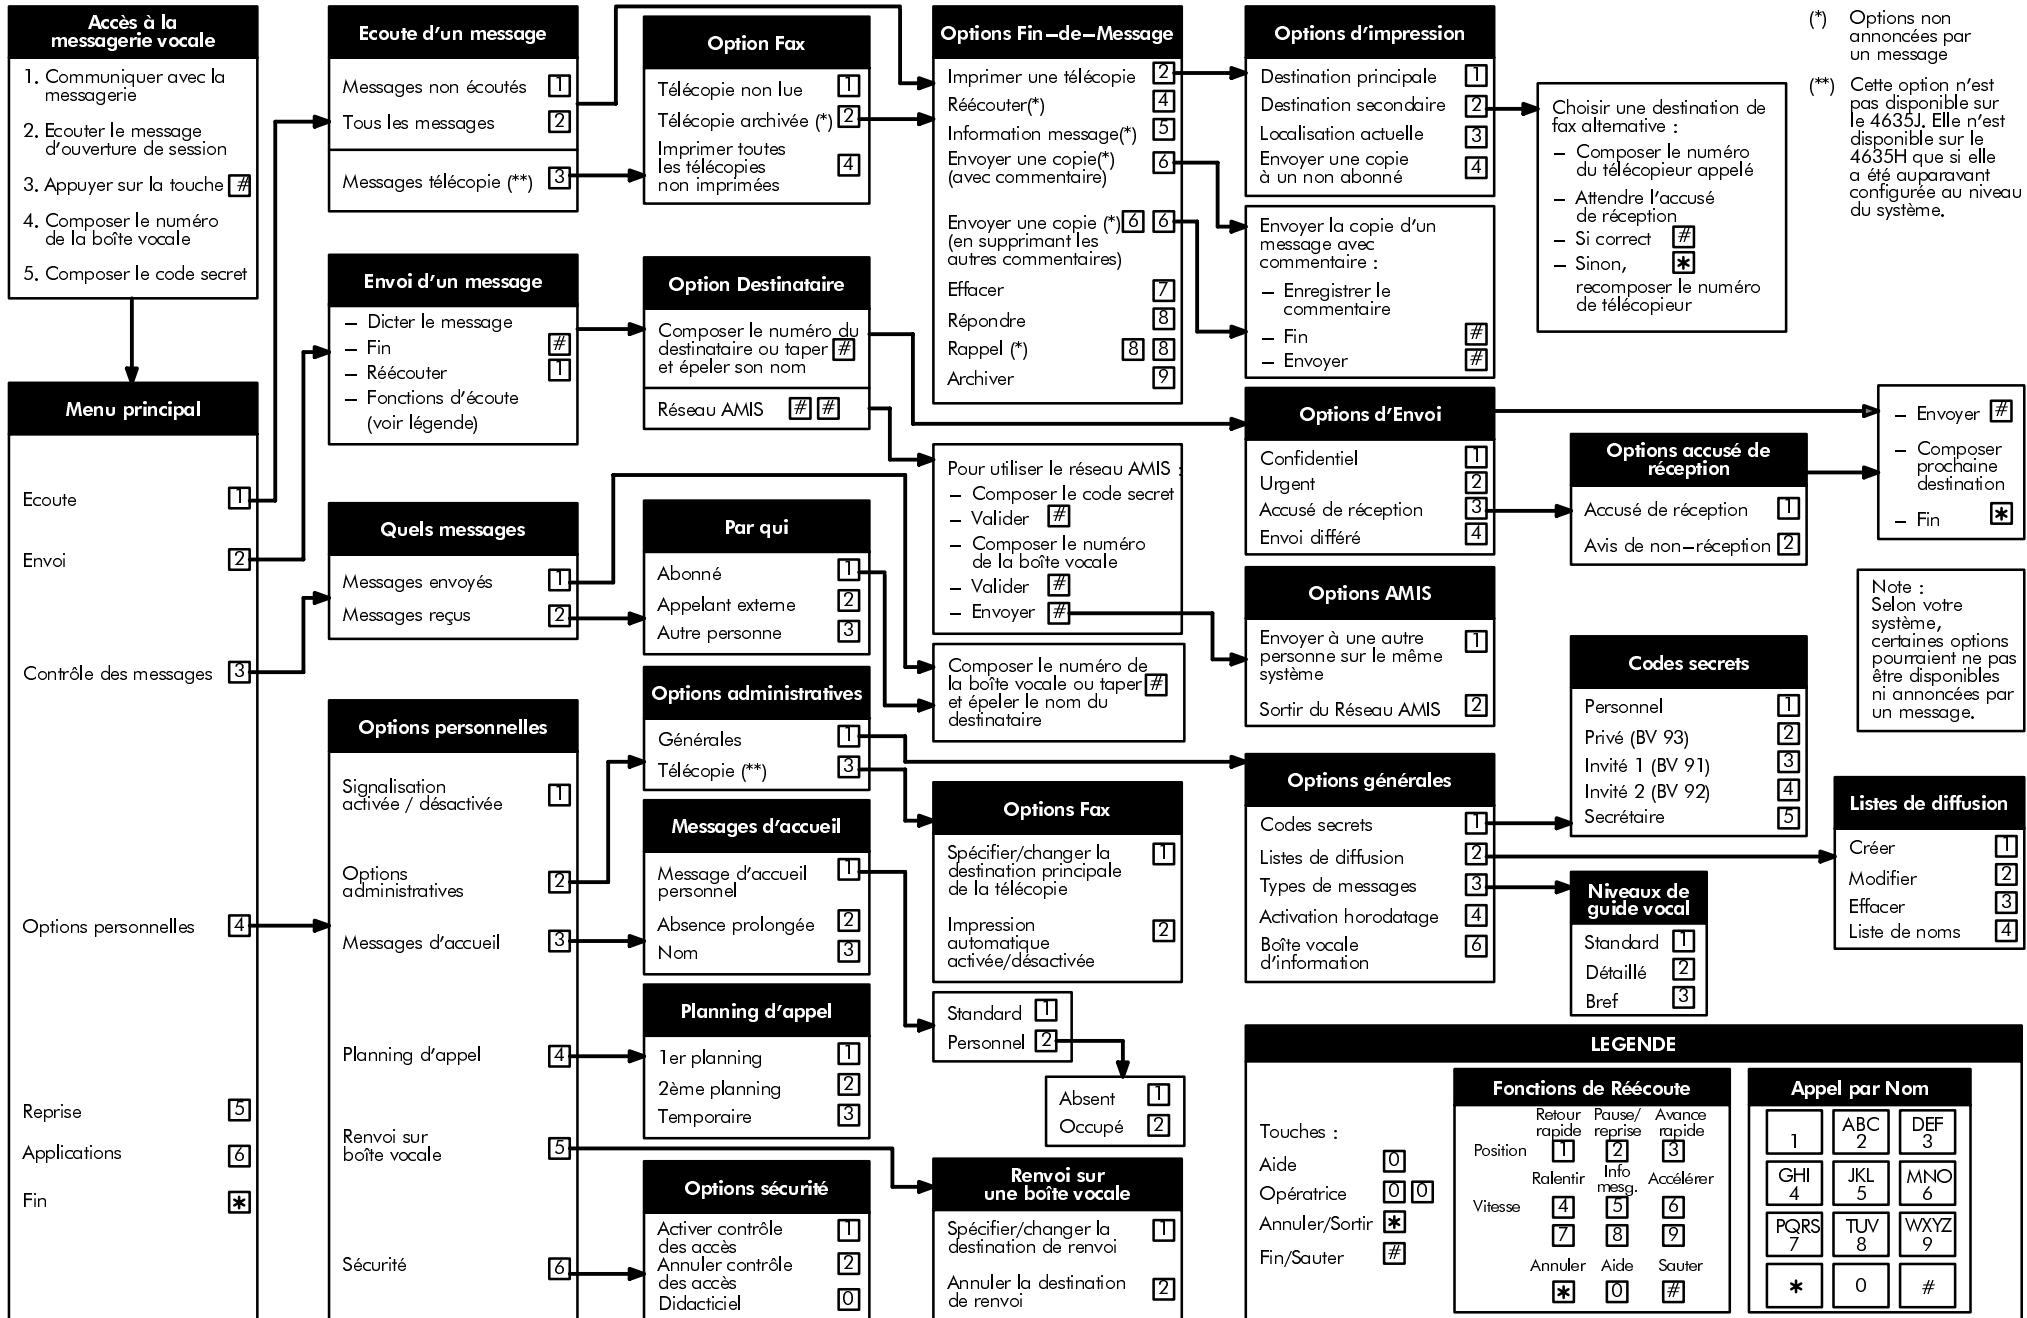 Accès à la
messagerie vocale
1. Communiquer avec la
messagerie
2. Ecouter le message
d'ouverture de session
3. Appuyer sur la touche #
4. Composer le numéro
de la boîte vocale
5. Composer le code secret
Menu principal
Ecoute 1
Envoi 2
Contrôle des messages 3
Options personnelles 4
Reprise 5
Applications 6
Fin *
Ecoute d'un message
Messages non écoutés 1
Tous les messages 2
Messages télécopie (**) 3
Envoi d'un message
– Dicter le message
– Fin #
– Réécouter 1
– Fonctions d'écoute
(voir légende)
Quels messages
Messages envoyés 1
Messages reçus 2
Options personnelles
Signalisation
activée / désactivée 1
Options
administratives 2
Messages d'accueil 3
Planning d'appel 4
Renvoi sur
boîte vocale 5
Sécurité 6
Option Fax
Télécopie non lue 1
Télécopie archivée (*) 2
Imprimer toutes
les télécopies 4
non imprimées
Option Destinataire
Composer le numéro du
destinataire ou taper #
et épeler son nom
Réseau AMIS # #
Par qui
Abonné 1
Appelant externe 2
Autre personne 3
Options administratives
Générales 1
Télécopie (**) 3
Messages d'accueil
Message d'accueil 1
personnel
Absence prolongée 2
Nom 3
Planning d'appel
1er planning 1
2ème planning 2
Temporaire 3
Options sécurité
Activer contrôle 1
des accès
Annuler contrôle 2
des accès
Didacticiel 0
Options Fin–de–Message
Imprimer une télécopie 2
Réécouter(*) 4
Information message(*) 5
Envoyer une copie(*) 6
(avec commentaire)
Envoyer une copie (*) 6 6
(en supprimant les
autres commentaires)
Effacer 7
Répondre 8
Rappel (*) 8 8
Archiver 9
Pour utiliser le réseau AMIS :
– Composer le code secret
– Valider #
– Composer le numéro
de la boîte vocale
– Valider #
– Envoyer #
Composer le numéro de
la boîte vocale ou taper #
et épeler le nom du
destinataire
Options Fax
Spécifier/changer la 1
destination principale
de la télécopie
Impression 2
automatique
activée/désactivée
Standard 1
Personnel 2
Absent 1
Occupé 2
Renvoi sur
une boîte vocale
Spécifier/changer la 1
destination de renvoi
Annuler la destination 2
de renvoi
Options d'impression
Destination principale 1
Destination secondaire 2
Localisation actuelle 3
Envoyer une copie 4
à un non abonné
Envoyer la copie d'un
message avec
commentaire :
– Enregistrer le
commentaire
– Fin #
– Envoyer #
Options d'Envoi
Confidentiel 1
Urgent 2
Accusé de réception 3
Envoi différé 4
Options AMIS
Envoyer à une autre 1
personne sur le même
système
Sortir du Réseau AMIS 2
Options générales
Codes secrets 1
Listes de diffusion 2
Types de messages 3
Activation horodatage 4
Boîte vocale 6
d'information
Choisir une destination de
fax alternative :
– Composer le numéro
du télécopieur appelé
– Attendre l'accusé
de réception
– Si correct #
– Sinon, *
recomposer le numéro
de télécopieur
Options accusé de
réception
Accusé de réception 1
Avis de non–réception 2
Codes secrets
Personnel 1
Privé (BV 93) 2
Invité 1 (BV 91) 3
Invité 2 (BV 92) 4
Secrétaire 5
Niveaux de
guide vocal
Standard 1
Détaillé 2
Bref 3
(*) Options non
annoncées par
un message
(**) Cette option n'est
pas disponible sur
le 4635J. Elle n'est
disponible sur le
4635H que si elle
a été auparavant
configurée au niveau
du système.
– Envoyer #
– Composer
prochaine
destination
– Fin *
Note :
Selon votre
système,
certaines options
pourraient ne pas
être disponibles
ni annoncées par
un message.
Listes de diffusion
Créer 1
Modifier 2
Effacer 3
Liste de noms 4
LEGENDE
Touches :
Aide 0
Opératrice 0 0
Annuler/Sortir *
Fin/Sauter #
Fonctions de Réécoute
Retour Pause/ Avance
rapide reprise rapide
Position 1 2 3
Ralentir Info Accélérer
mesg.
Vitesse 4 5 6
7 8 9
Annuler Aide Sauter
* 0 #
Appel par Nom
ABC DEF
1 2 3
GHI JKL MNO
4 5 6
PQRS TUV WXYZ
7 8 9
* 0 #